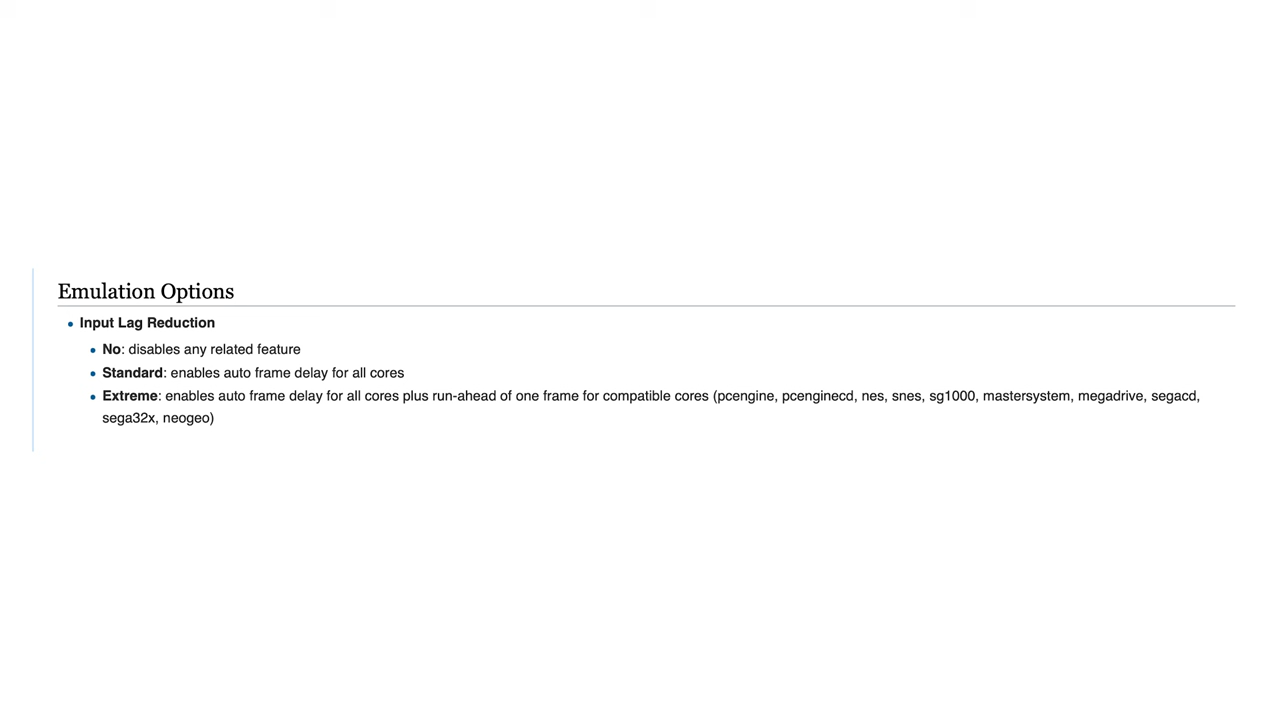 Emulation Options
• Input Lag Reduction
• No: disables any related feature
• Standard: enables auto frame delay for all cores
• Extreme: enables auto frame delay for all cores plus run-ahead of one frame for compatible cores (pcengine, pcenginecd, nes, snes, sg1000, mastersystem, megadrive, segacd,
sega32x, neogeo)